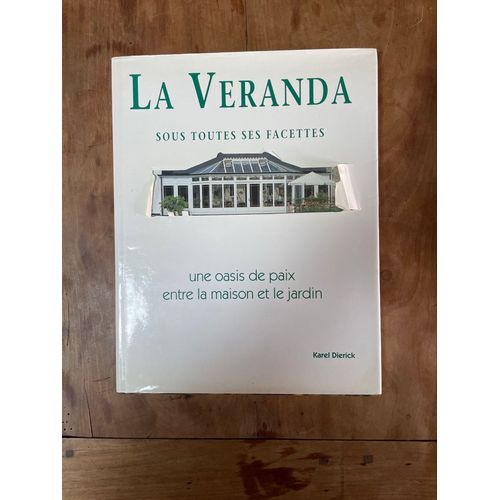 LA VERANDA
SOUS TOUTES SES FACETTES
une oasis de paix
entre la maison et le jardin
Karel Dierick